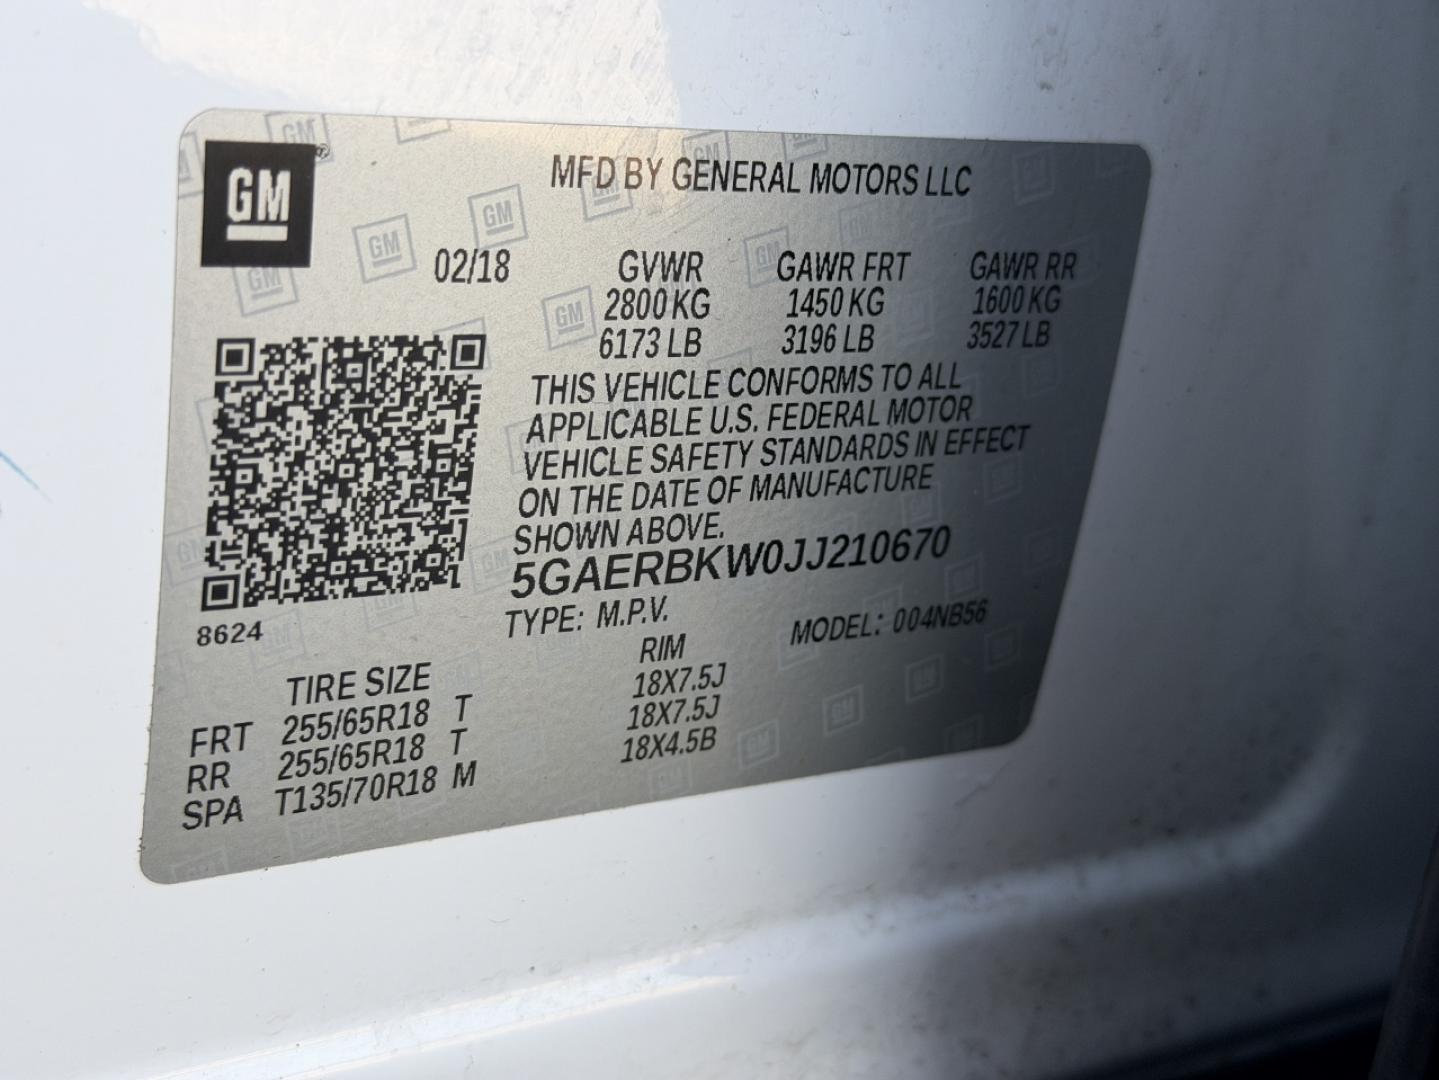 GM
MFD BY GENERAL MOTORS LLC
02/18 GVWR GAWR FRT GAWR RR
2800 KG 1450 KG 1600 KG
6173 LB 3196 LB 3527 LB
THIS VEHICLE CONFORMS TO ALL
APPLICABLE U.S. FEDERAL MOTOR
VEHICLE SAFETY STANDARDS IN EFFECT
ON THE DATE OF MANUFACTURE
SHOWN ABOVE.
5GAERBKW0JJ210670
TYPE: M.P.V. MODEL: 004NB56
8624
TIRE SIZE RIM
FRT 255/65R18 T 18X7.5J
RR 255/65R18 T 18X7.5J
SPA T135/70R18 M 18X4.5B